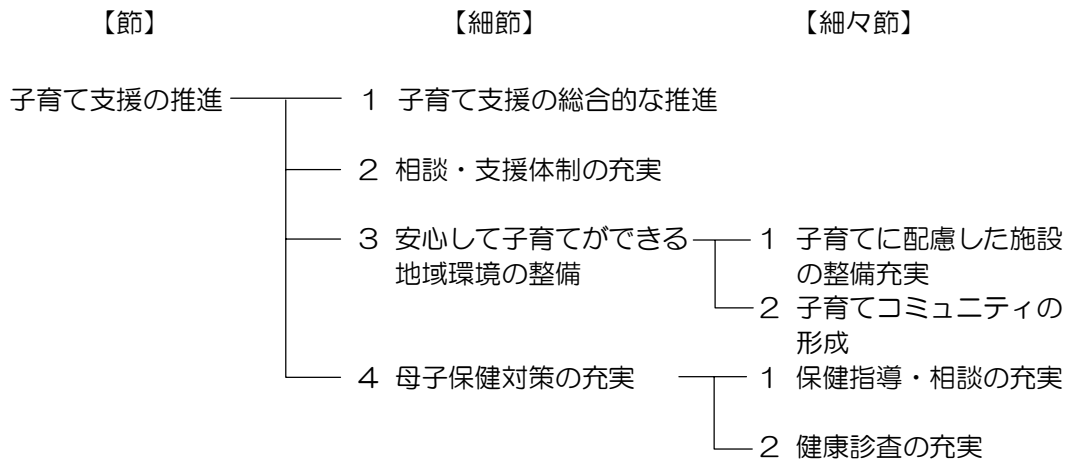 【節】 【細節】 【細々節】
子育て支援の推進 1 子育て支援の総合的な推進
2 相談・支援体制の充実
3 安心して子育てができる 1 子育てに配慮した施設
地域環境の整備 の整備充実
2 子育てコミュニティの
形成
4 母子保健対策の充実 1 保健指導・相談の充実
2 健康診査の充実